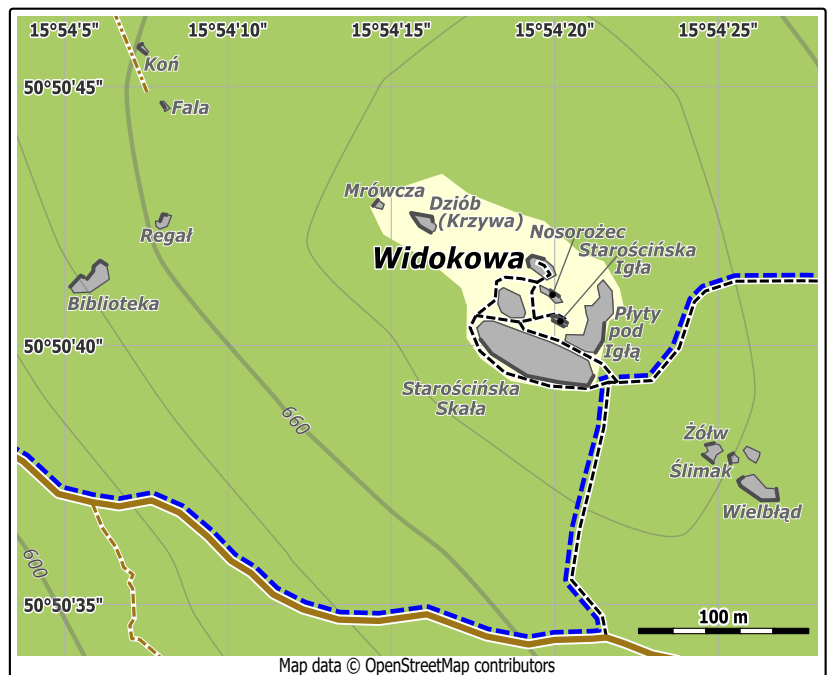 15°54'5" 15°54'10" 15°54'15" 15°54'20" 15°54'25"
Koń
50°50'45"
Fala
Mrówcza
Dziób
(Krzywa)
Nosorożec
Starościńska
Igła
Regał
Widokowa
Biblioteka
Płyty
pod
Igłą
50°50'40"
Starościńska
Skała
660
Żółw
Ślimak
Wielbłąd
600
50°50'35"
100 m
Map data © OpenStreetMap contributors